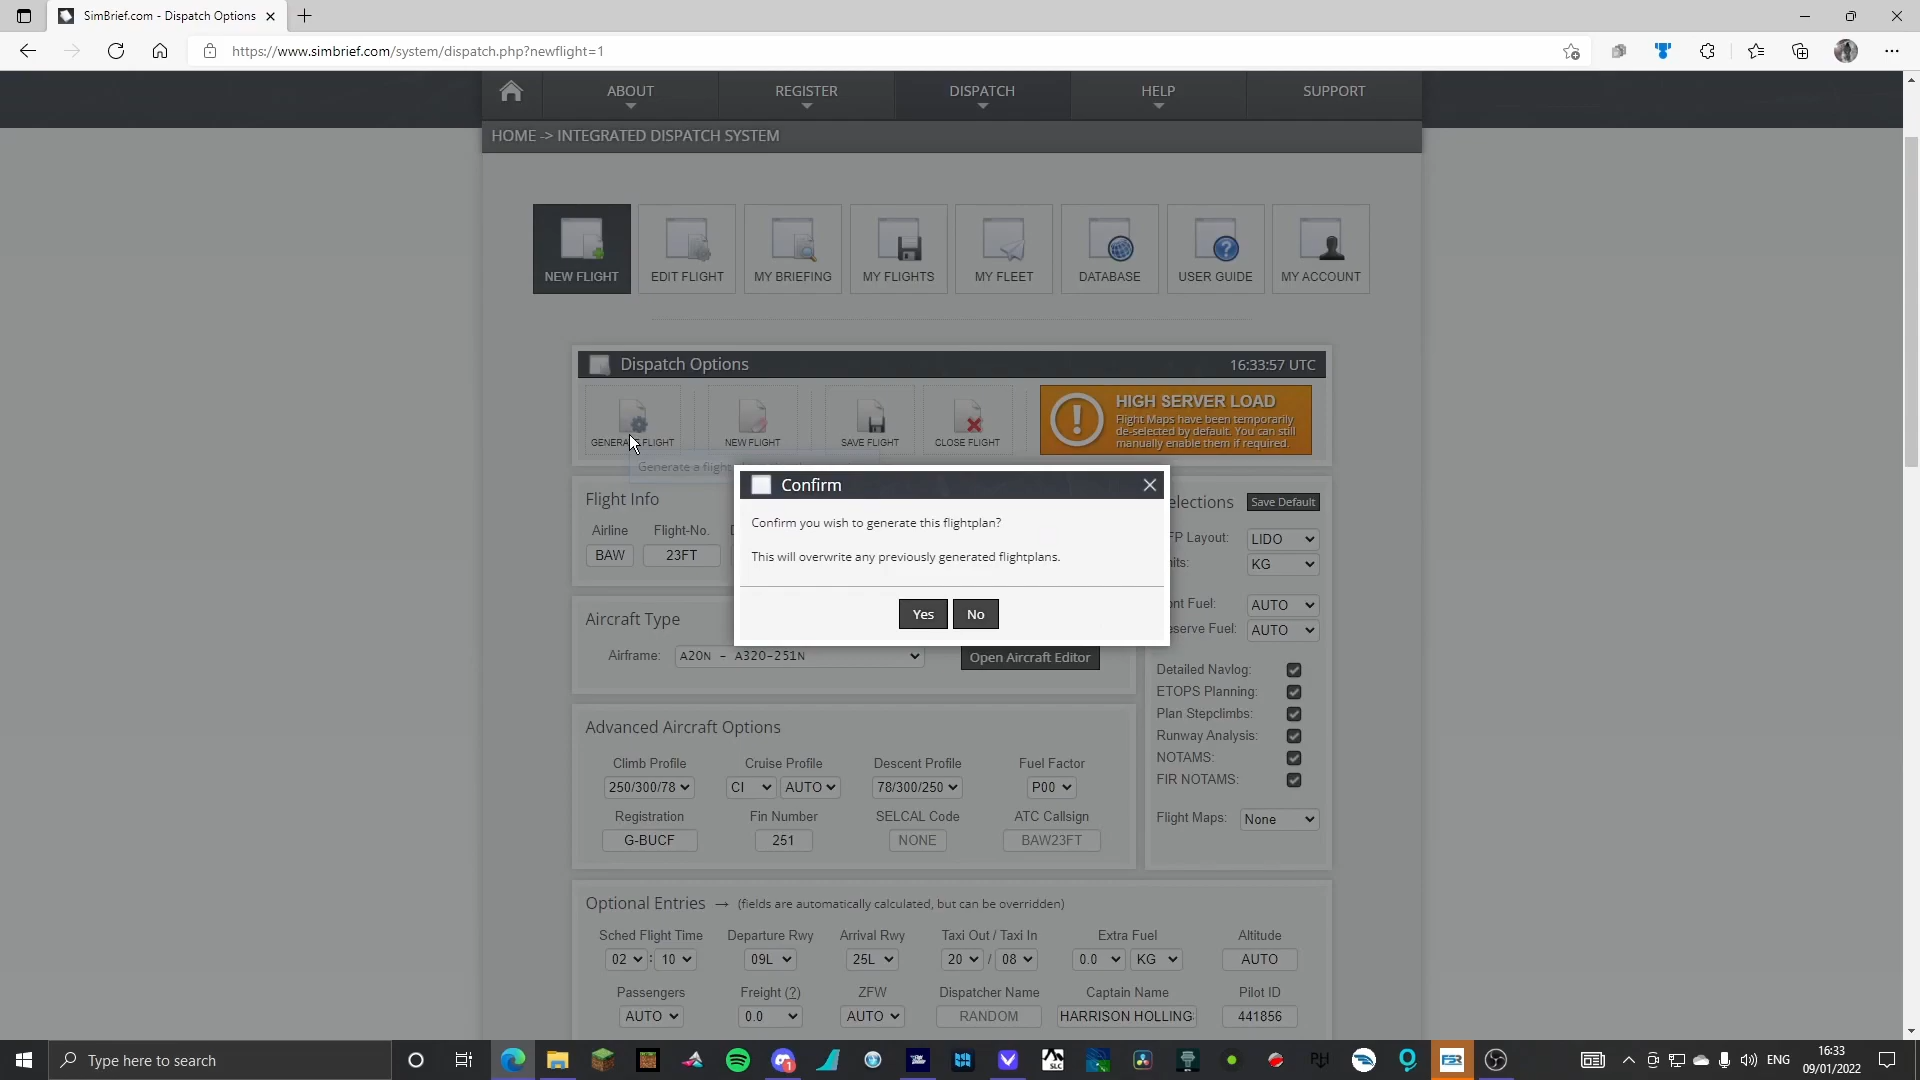 SimBrief.com - Dispatch Options
https://www.simbrief.com/system/dispatch.php?newflight=1
ABOUT
REGISTER
DISPATCH
HELP
SUPPORT
HOME -> INTEGRATED DISPATCH SYSTEM
NEW FLIGHT
EDIT FLIGHT
MY BRIEFING
MY FLIGHTS
MY FLEET
DATABASE
USER GUIDE
MY ACCOUNT
Dispatch Options
16:33:57 UTC
FLIGHT
NEW FLIGHT
SAVE FLIGHT
CLOSE FLIGHT
HIGH SERVER LOAD
Flight Maps have been temporarily
de-selected by default. You can still
manually enable them if required.
Generate a flight
Confirm
Confirm you wish to generate this flightplan?
This will overwrite any previously generated flightplans.
Yes
No
Flight Info
Airline
Flight-No.
BAW
23FT
Save Default
Layout:
LIDO
KG
Fuel:
AUTO
Fuel:
AUTO
Aircraft Type
Airframe:
A20N - A320-251N
Open Aircraft Editor
Detailed Navlog:
ETOPS Planning:
Plan Stepclimbs:
Runway Analysis:
NOTAMS:
FIR NOTAMS:
Flight Maps:
None
Advanced Aircraft Options
Climb Profile
Cruise Profile
Descent Profile
Fuel Factor
250/300/78
CI
AUTO
78/300/250
P00
Registration
Fin Number
SELCAL Code
ATC Callsign
G-BUCF
251
NONE
BAW23FT
Optional Entries → (fields are automatically calculated, but can be overridden)
Sched Flight Time
Departure Rwy
Arrival Rwy
Taxi Out / Taxi In
Extra Fuel
Altitude
02 : 10
09L
25L
20 / 08
0.0
KG
AUTO
Passengers
Freight (?)
ZFW
Dispatcher Name
Captain Name
Pilot ID
AUTO
0.0
AUTO
RANDOM
HARRISON HOLLING
441856
Type here to search
ENG
16:33
09/01/2022